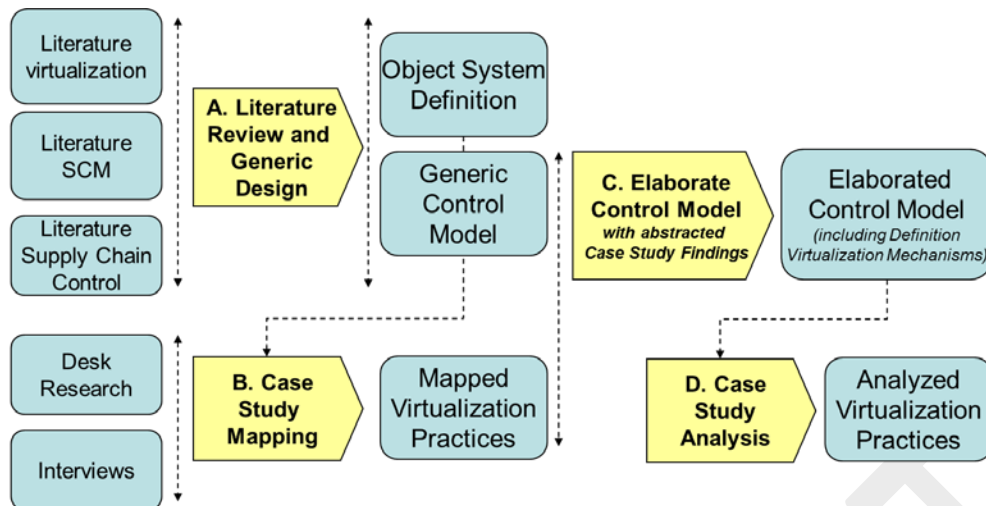 Literature
virtualization
Literature
SCM
Literature
Supply Chain
Control
A. Literature
Review and
Generic
Design
Object System
Definition
Generic
Control
Model
C. Elaborate
Control Model
with abstracted
Case Study Findings
Elaborated
Control Model
(including Definition
Virtualization Mechanisms)
Desk
Research
Interviews
B. Case
Study
Mapping
Mapped
Virtualization
Practices
D. Case
Study
Analysis
Analyzed
Virtualization
Practices